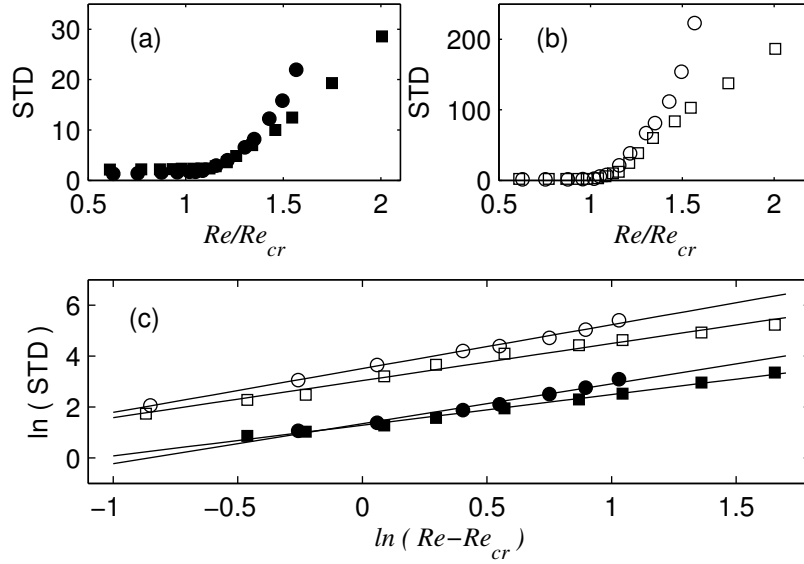 30
20
10
0
STD
(a)
0.5 1 1.5 2
Re/Re_cr
200
100
0
STD
(b)
0.5 1 1.5 2
Re/Re_cr
6
4
2
0
ln ( STD )
(c)
−1 −0.5 0 0.5 1 1.5
ln ( Re−Re_cr )